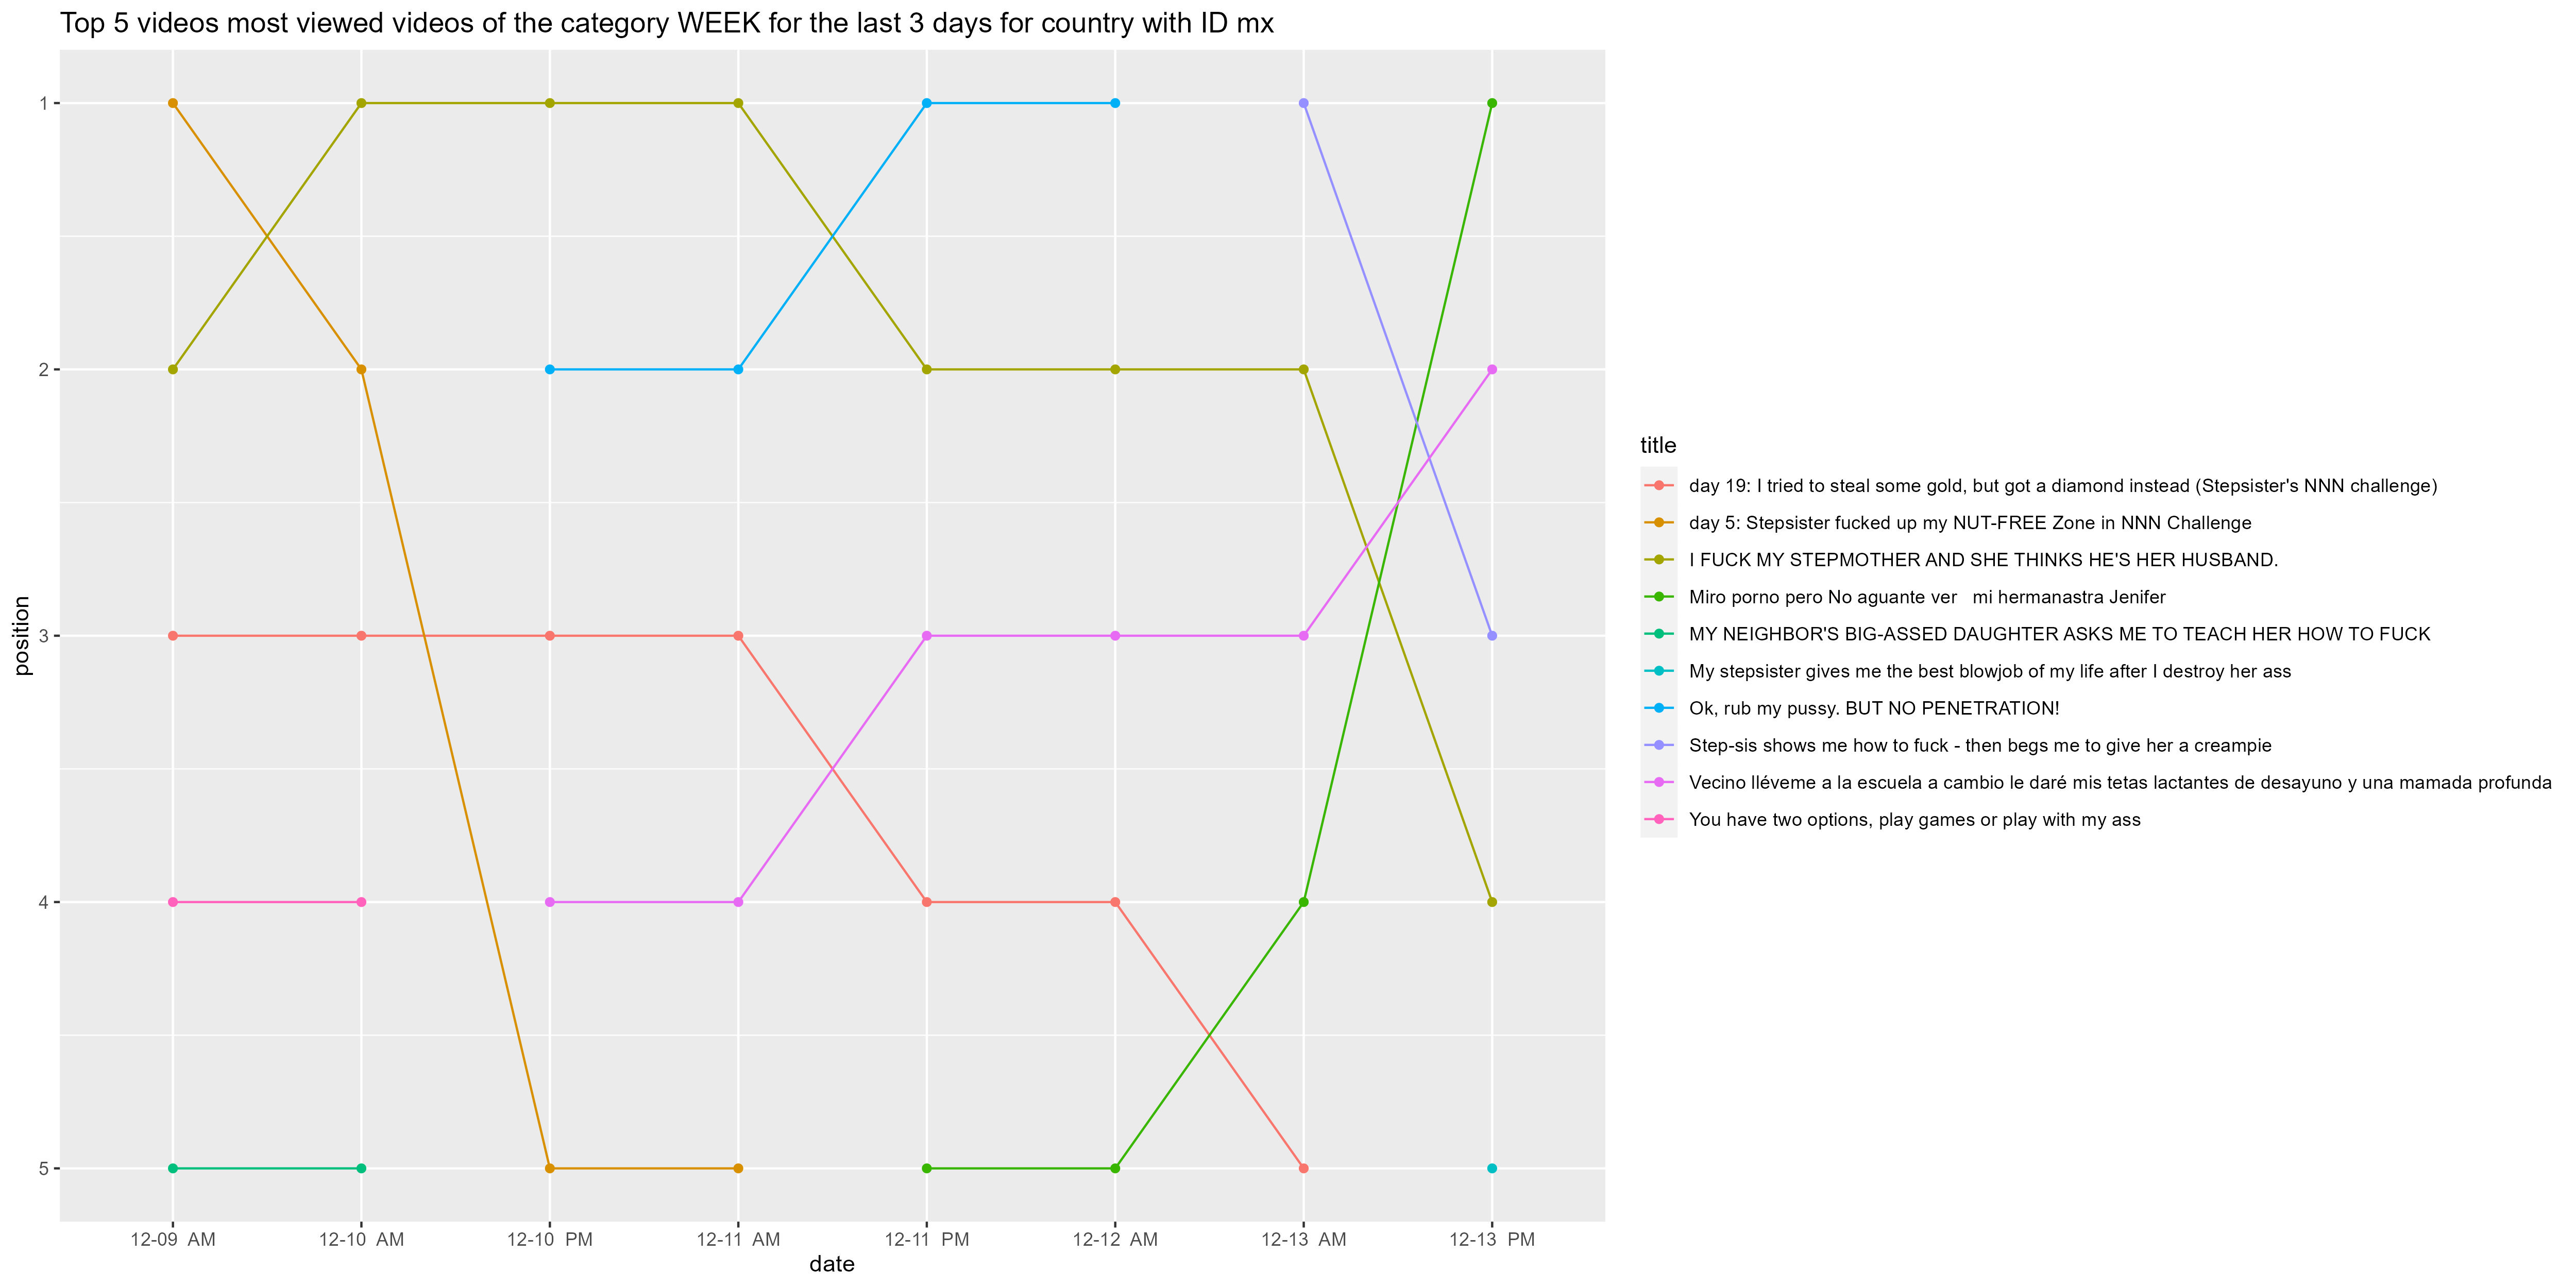 Top 5 videos most viewed videos of the category WEEK for the last 3 days for country with ID mx
position
1
2
3
4
5
12-09 AM
12-10 AM
12-10 PM
12-11 AM
12-11 PM
12-12 AM
12-13 AM
12-13 PM
date
title
day 19: I tried to steal some gold, but got a diamond instead (Stepsister's NNN challenge)
day 5: Stepsister fucked up my NUT-FREE Zone in NNN Challenge
I FUCK MY STEPMOTHER AND SHE THINKS HE'S HER HUSBAND.
Miro porno pero No aguante ver   mi hermanastra Jenifer
MY NEIGHBOR'S BIG-ASSED DAUGHTER ASKS ME TO TEACH HER HOW TO FUCK
My stepsister gives me the best blowjob of my life after I destroy her ass
Ok, rub my pussy. BUT NO PENETRATION!
Step-sis shows me how to fuck - then begs me to give her a creampie
Vecino lléveme a la escuela a cambio le daré mis tetas lactantes de desayuno y una mamada profunda
You have two options, play games or play with my ass